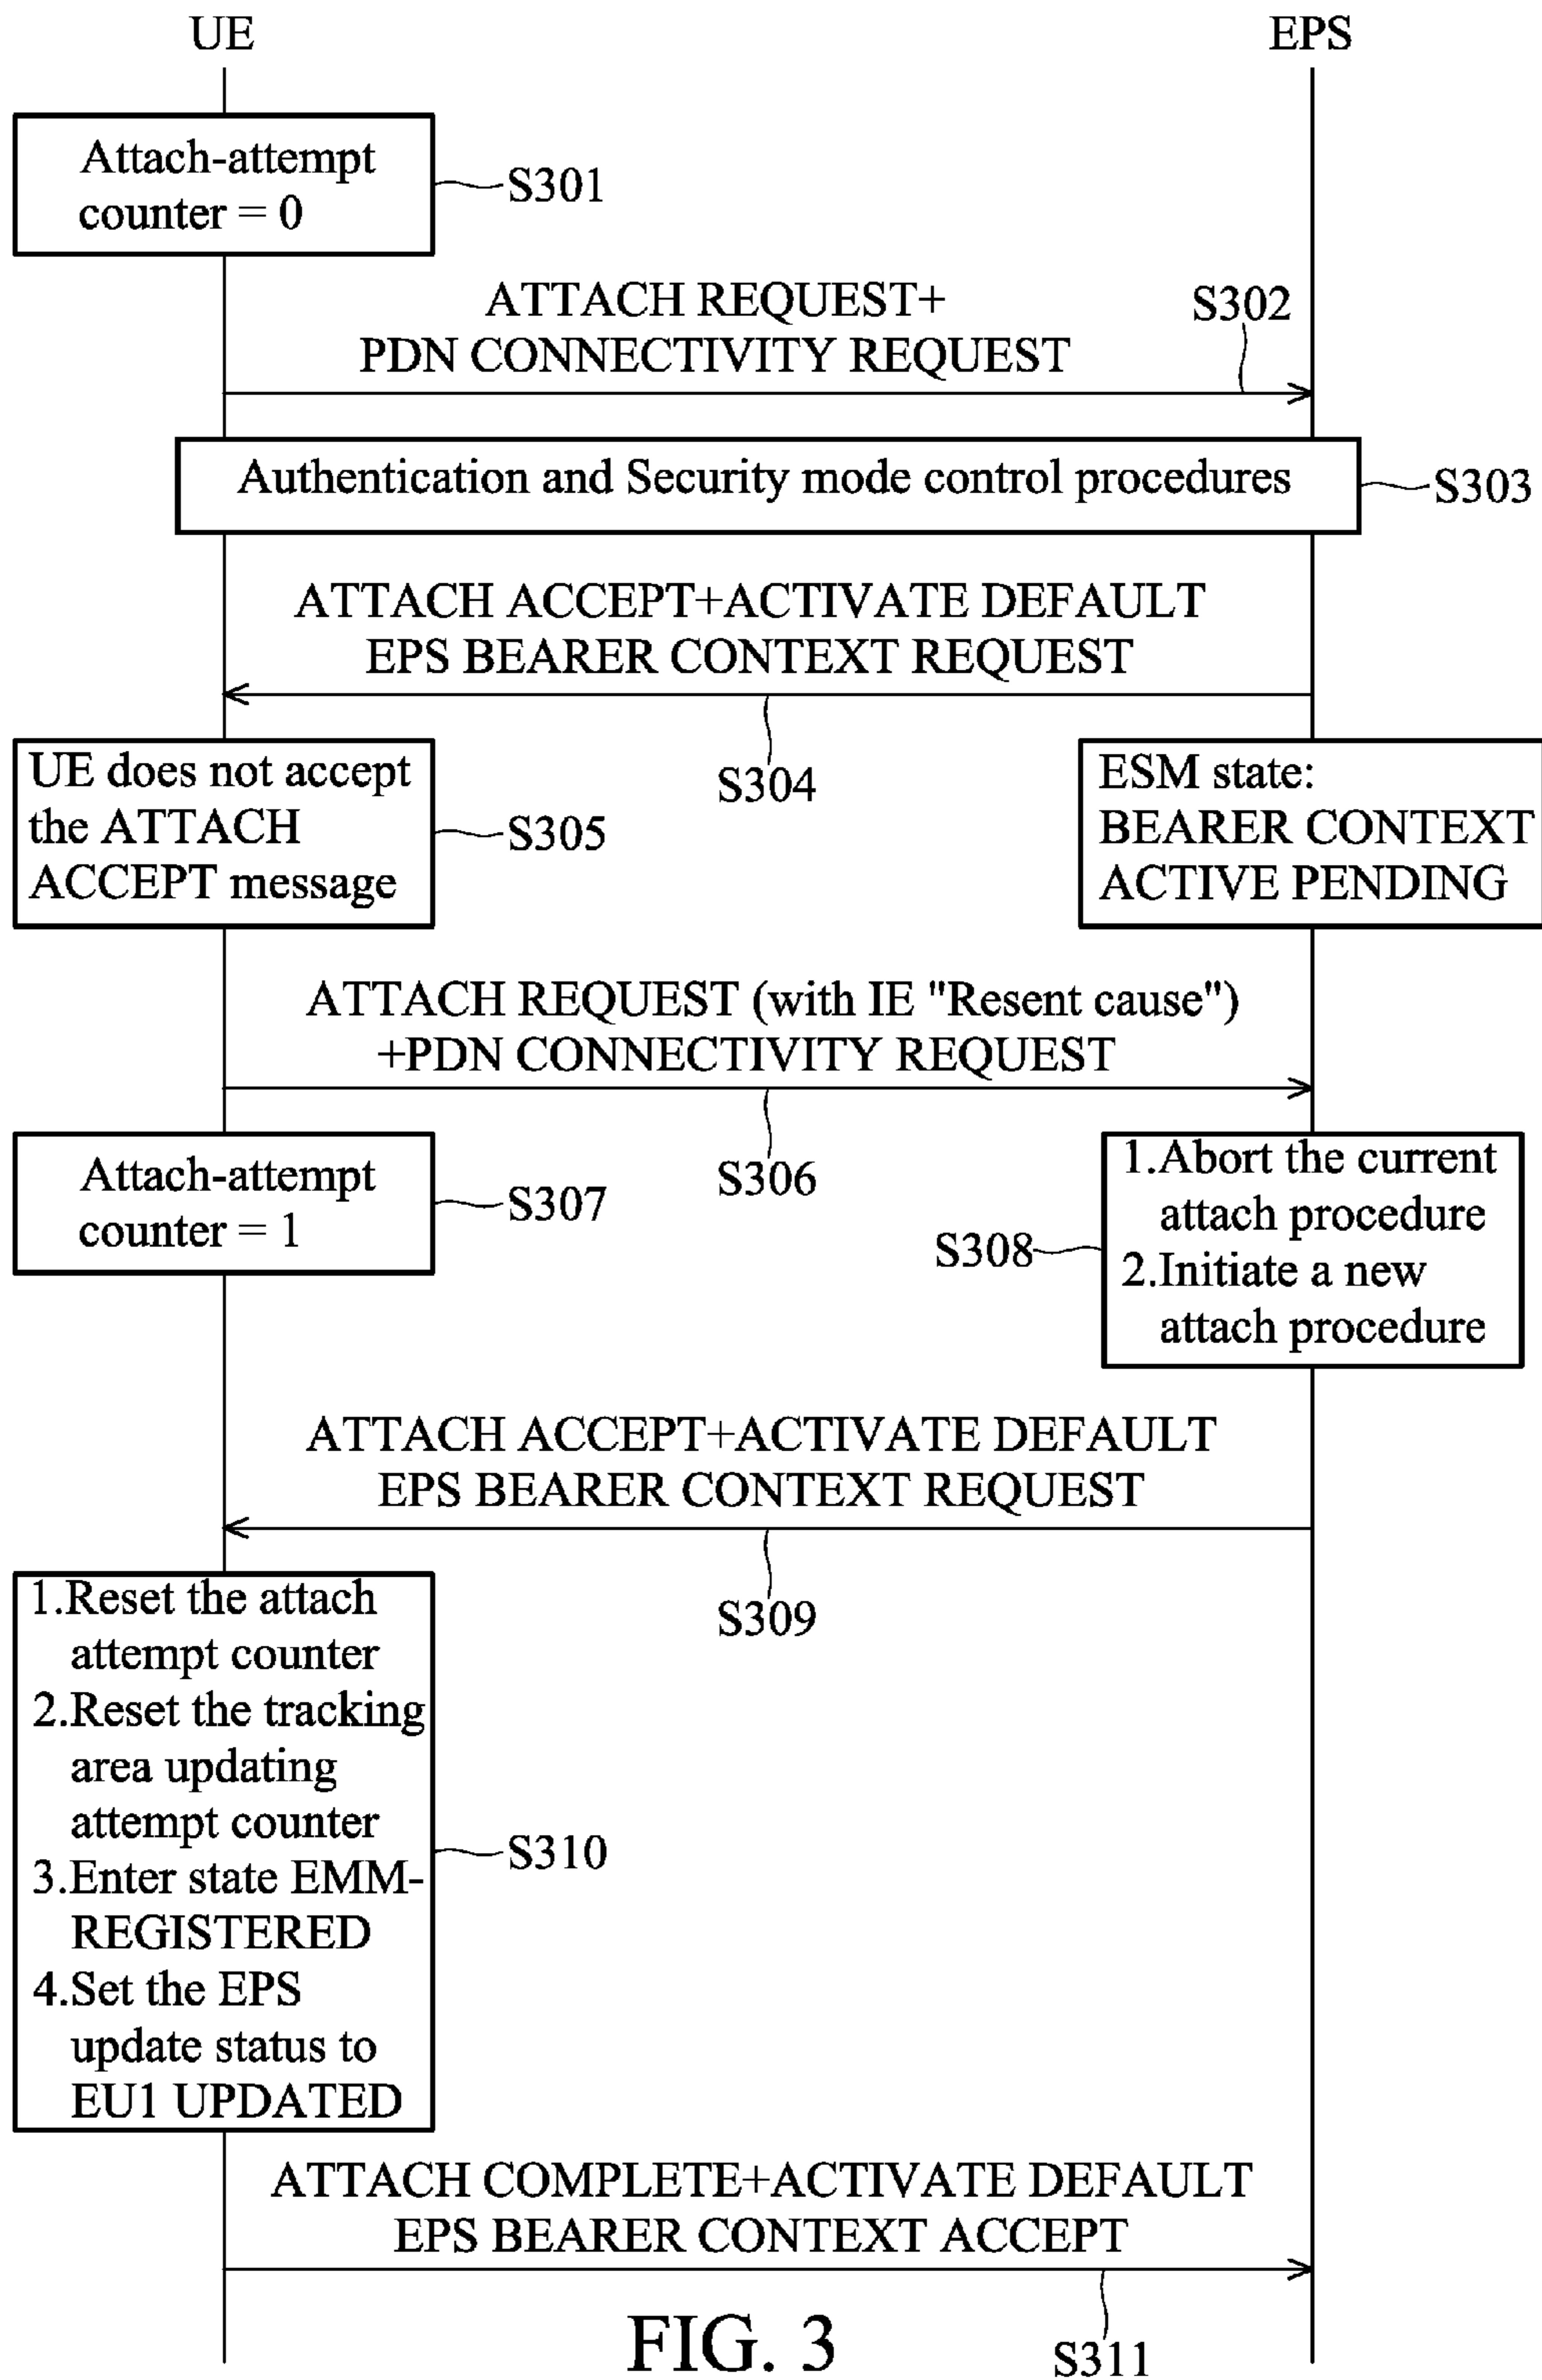 UE
EPS
Attach-attempt
counter = 0
S301
ATTACH REQUEST+
PDN CONNECTIVITY REQUEST
S302
Authentication and Security mode control procedures
S303
ATTACH ACCEPT+ACTIVATE DEFAULT
EPS BEARER CONTEXT REQUEST
S304
UE does not accept
the ATTACH
ACCEPT message
S305
ESM state:
BEARER CONTEXT
ACTIVE PENDING
ATTACH REQUEST (with IE "Resent cause")
+PDN CONNECTIVITY REQUEST
S306
Attach-attempt
counter = 1
S307
S308
1.Abort the current
attach procedure
2.Initiate a new
attach procedure
ATTACH ACCEPT+ACTIVATE DEFAULT
EPS BEARER CONTEXT REQUEST
S309
1.Reset the attach
attempt counter
2.Reset the tracking
area updating
attempt counter
3.Enter state EMM-
REGISTERED
4.Set the EPS
update status to
EU1 UPDATED
S310
ATTACH COMPLETE+ACTIVATE DEFAULT
EPS BEARER CONTEXT ACCEPT
S311
FIG. 3